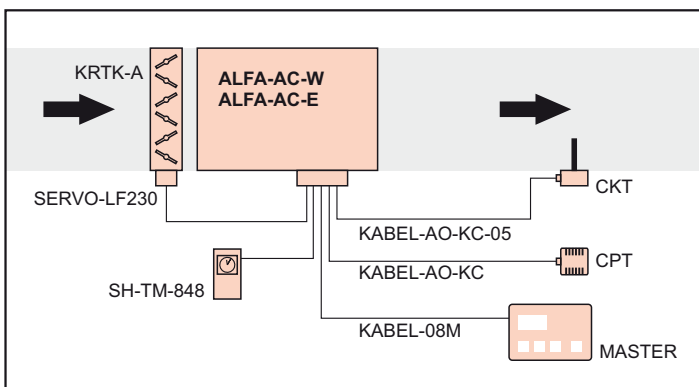 KRTK-A
ALFA-AC-W
ALFA-AC-E
SERVO-LF230
CKT
KABEL-AO-KC-05
KABEL-AO-KC
CPT
SH-TM-848
KABEL-08M
MASTER